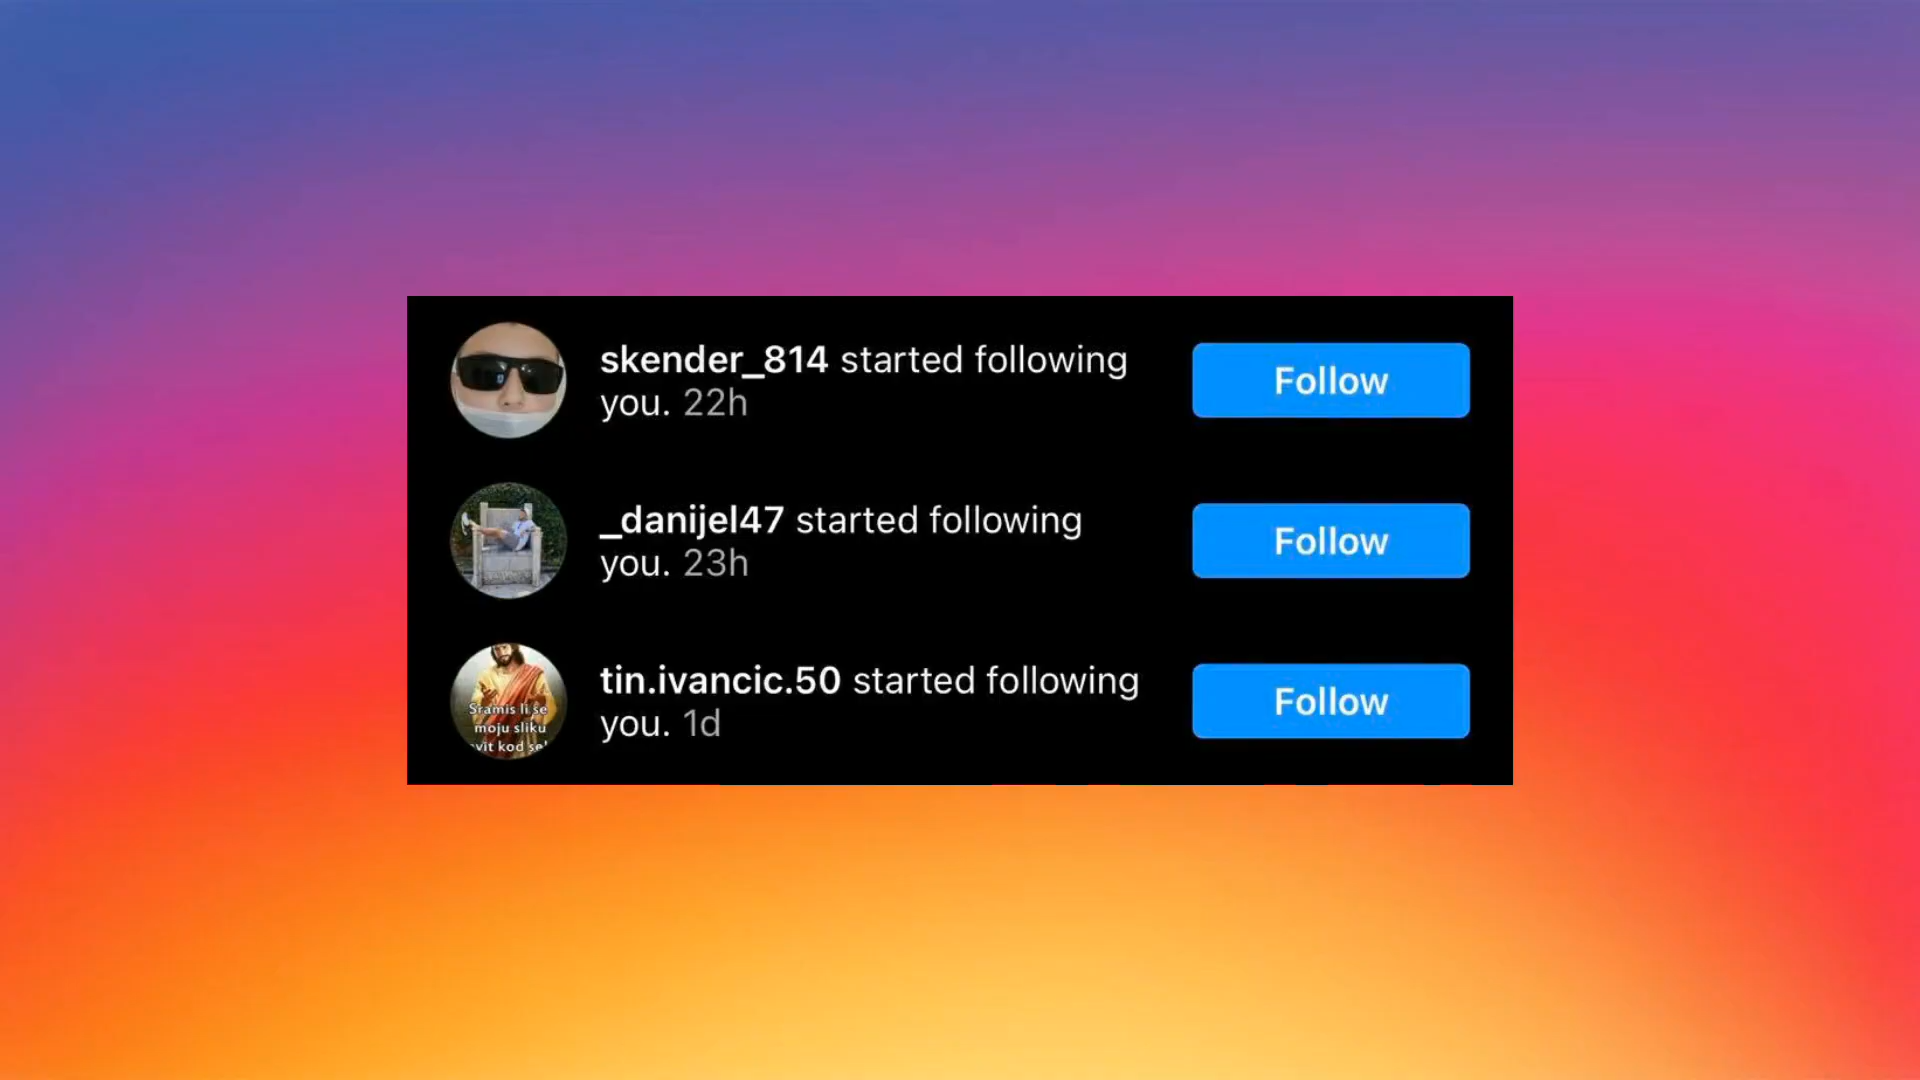 skender_814 started following
you. 22h
Follow
_danijel47 started following
you. 23h
Follow
Sramis li se
moju sliku
kod
tin.ivancic.50 started following
you. 1d
Follow